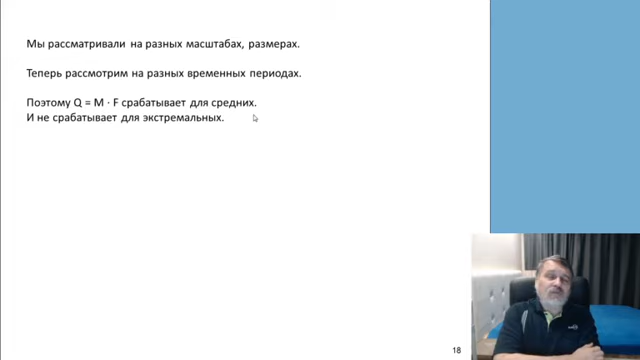 Мы рассматривали на разных масштабах, размерах.
Теперь рассмотрим на разных временных периодах.
Поэтому Q = M · F срабатывает для средних.
И не срабатывает для экстремальных.
18